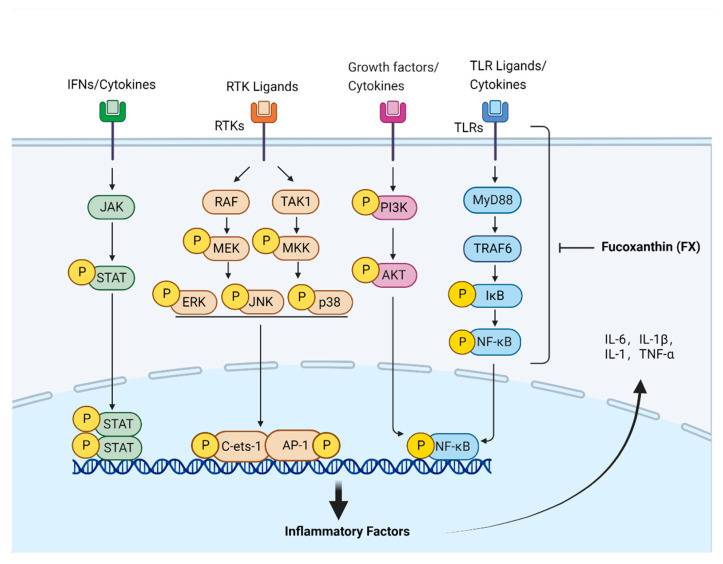 IFNs/Cytokines
RTK Ligands
Growth factors/
Cytokines
TLR Ligands/
Cytokines
RTKs
TLRs
JAK
RAF
TAK1
P PI3K
MyD88
P MEK
P MKK
TRAF6
Fucoxanthin (FX)
P STAT
P AKT
P ERK
P JNK
P p38
P IκB
P NF-κB
IL-6, IL-1β,
IL-1, TNF-α
P STAT
P STAT
P C-ets-1 AP-1 P
P NF-κB
Inflammatory Factors